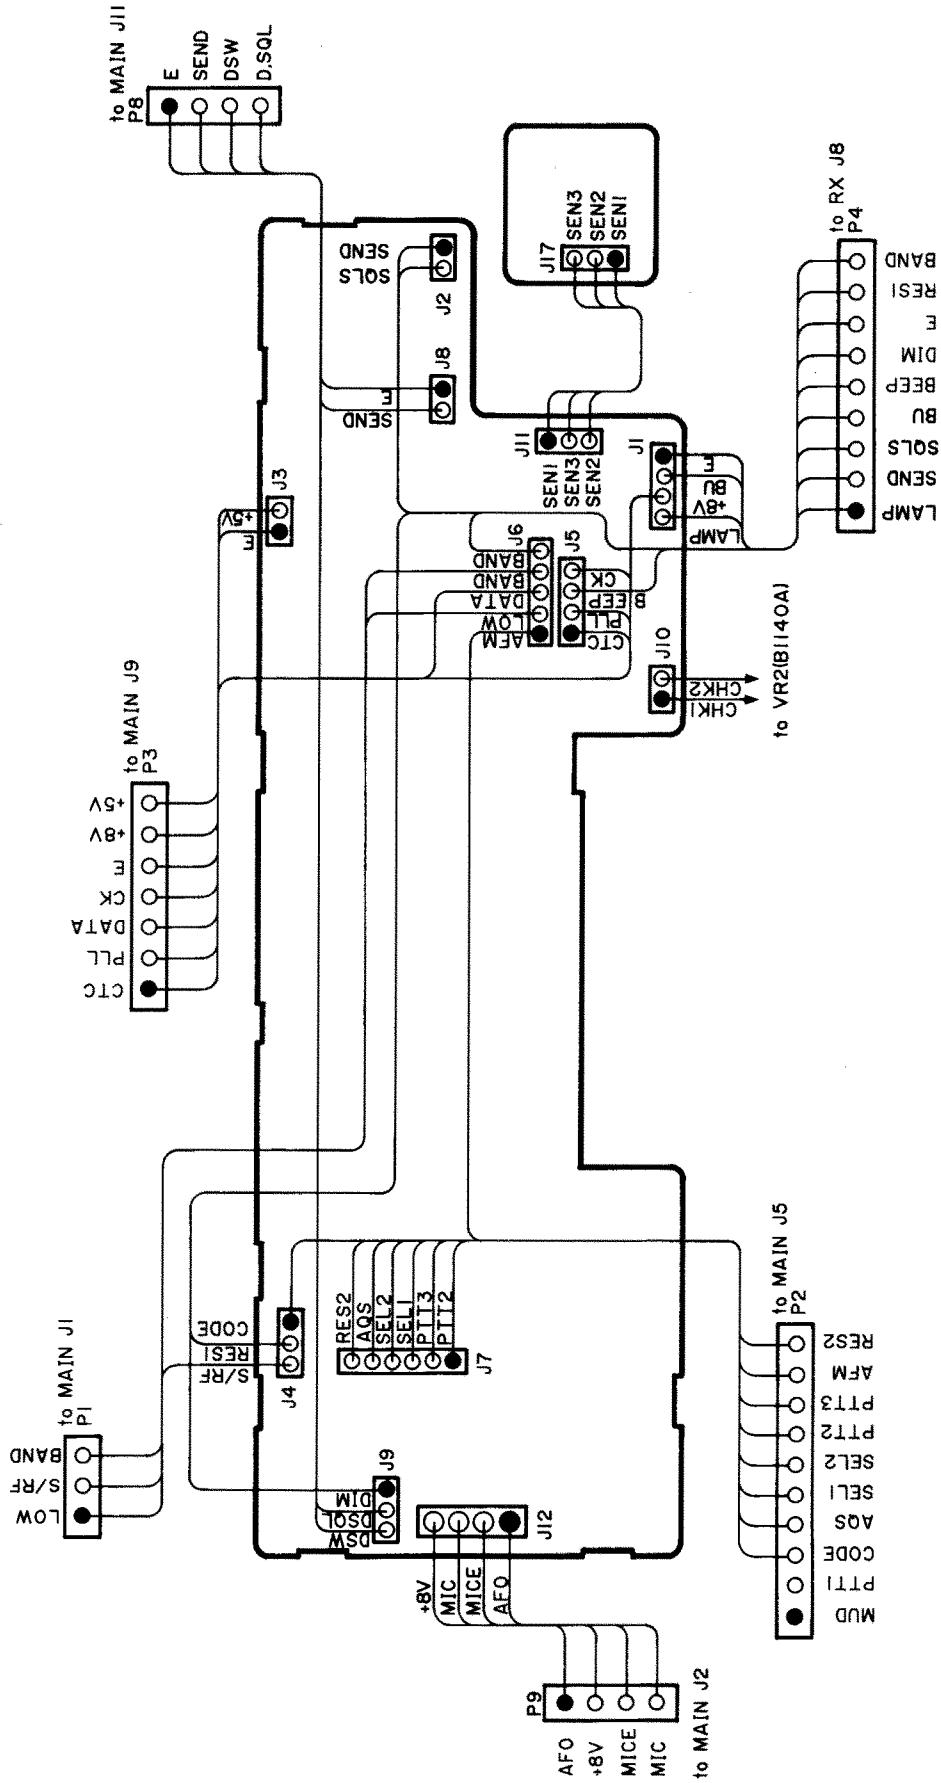 to MAIN J11
P8
E
SEND
DSW
D.SQL
SEND
SQLS
J2
J8
E
SEND
J17
SEN3
SEN2
SEN1
to RX J8
P4
BAND
RES1
E
DIM
BEEP
BU
SQLS
SEND
LAMP
J3
+5V
E
J11
SEN1
SEN3
SEN2
J1
E
BU
+8V
LAMP
J6
BAND
BAND
DATA
LOW
AFM
J5
CK
BEEP
PLL
CTC
J10
CHK2
CHK1
to VR2(B1140A)
to MAIN J9
P3
+5V
+8V
E
CK
DATA
PLL
CTC
to MAIN J1
P1
BAND
S/RF
LOW
CODE
RES1
S/RF
J4
RES2
AQS
SEL2
SEL1
PTT3
PTT2
J7
J9
DIM
DSQL
DSW
J12
+8V
MIC
MICE
AFO
to MAIN J5
P2
RES2
AFM
PTT3
PTT2
SEL2
SEL1
AQS
CODE
PTT1
MUD
P9
AFO
+8V
MICE
MIC
to MAIN J2